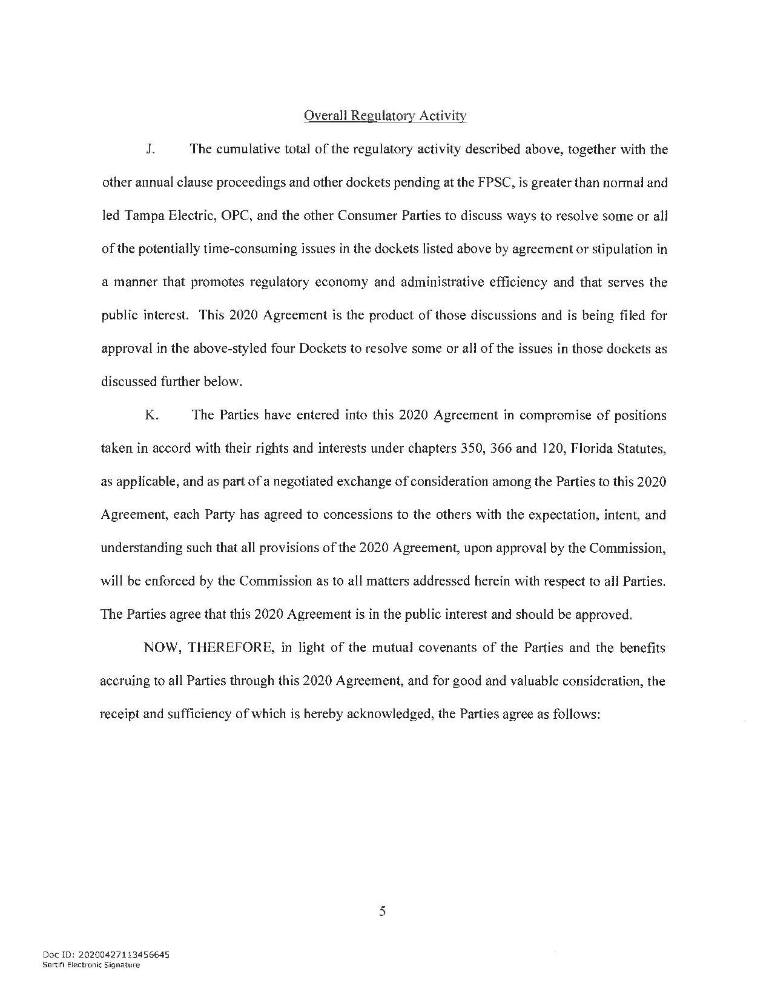 Overall Regulatory Activity
J. The cumulative total of the regulatory activity described above, together with the
other annual clause proceedings and other dockets pending at the FPSC, is greater than normal and
led Tampa Electric, OPC, and the other Consumer Parties to discuss ways to resolve some or all
of the potentially time-consuming issues in the dockets listed above by agreement or stipulation in
a manner that promotes regulatory economy and administrative efficiency and that serves the
public interest. This 2020 Agreement is the product of those discussions and is being filed for
approval in the above-styled four Dockets to resolve some or all of the issues in those dockets as
discussed further below.
K. The Parties have entered into this 2020 Agreement in compromise of positions
taken in accord with their rights and interests under chapters 350, 366 and 120, Florida Statutes,
as applicable, and as part of a negotiated exchange of consideration among the Parties to this 2020
Agreement, each Party has agreed to concessions to the others with the expectation, intent, and
understanding such that all provisions of the 2020 Agreement, upon approval by the Commission,
will be enforced by the Commission as to all matters addressed herein with respect to all Parties.
The Parties agree that this 2020 Agreement is in the public interest and should be approved.
NOW, THEREFORE, in light of the mutual covenants of the Parties and the benefits
accruing to all Parties through this 2020 Agreement, and for good and valuable consideration, the
receipt and sufficiency of which is hereby acknowledged, the Parties agree as follows:
5
Doc ID: 20200427113456645
Sertifi Electronic Signature